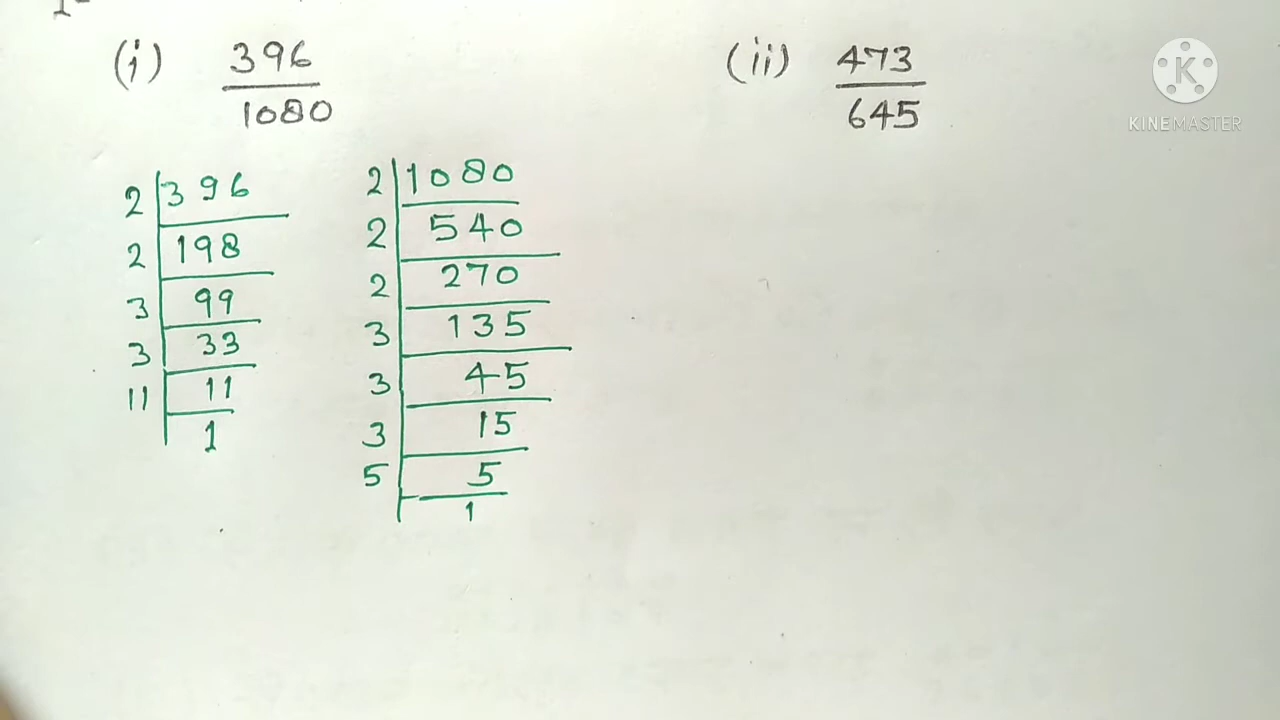 (i) 396/1080
(ii) 473/645
KINEMASTER
2 | 396
2 | 198
3 | 99
3 | 33
11 | 11
1
2 | 1080
2 | 540
2 | 270
3 | 135
3 | 45
3 | 15
5 | 5
1